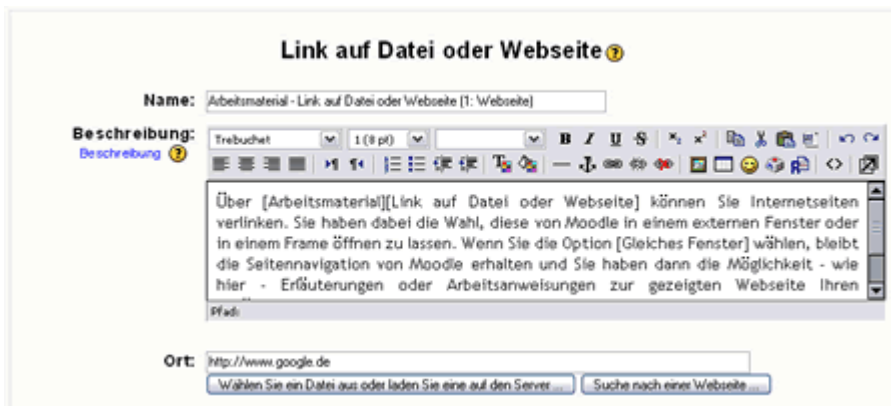 Link auf Datei oder Webseite
Name: Arbeitsmaterial - Link auf Datei oder Webseite (1: Webseite)
Beschreibung:
Beschreibung
Trebuchet 1 (8 pt)
Über [Arbeitsmaterial][Link auf Datei oder Webseite] können Sie Internetseiten
verlinken. Sie haben dabei die Wahl, diese von Moodle in einem externen Fenster oder
in einem Frame öffnen zu lassen. Wenn Sie die Option [Gleiches Fenster] wählen, bleibt
die Seitennavigation von Moodle erhalten und Sie haben dann die Möglichkeit - wie
hier - Erläuterungen oder Arbeitsanweisungen zur gezeigten Webseite Ihren
Pfad:
Ort: http://www.google.de
Wählen Sie ein Datei aus oder laden Sie eine auf den Server ... Suche nach einer Webseite ...